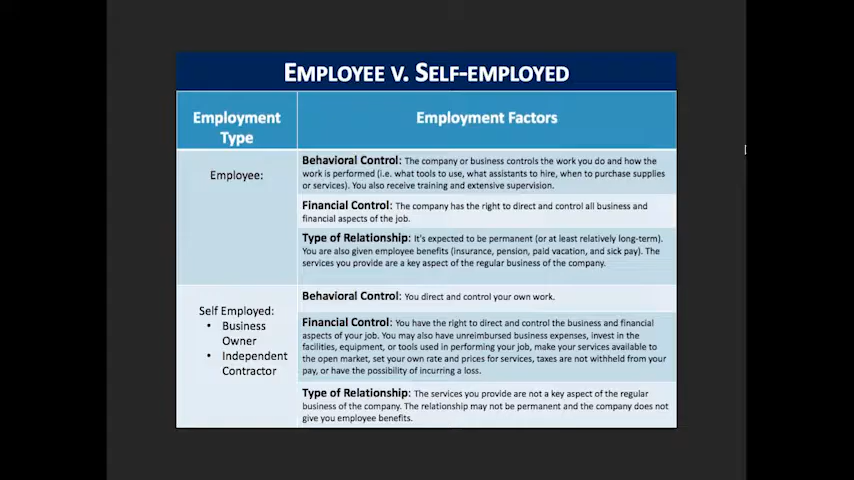 EMPLOYEE V. SELF-EMPLOYED
Employment
Type
Employment Factors
Employee:
Behavioral Control: The company or business controls the work you do and how the
work is performed (i.e. what tools to use, what assistants to hire, when to purchase supplies
or services). You also receive training and extensive supervision.
Financial Control: The company has the right to direct and control all business and
financial aspects of the job.
Type of Relationship: It's expected to be permanent (or at least relatively long-term).
You are also given employee benefits (insurance, pension, paid vacation, and sick pay). The
services you provide are a key aspect of the regular business of the company.
Self Employed:
• Business
Owner
• Independent
Contractor
Behavioral Control: You direct and control your own work.
Financial Control: You have the right to direct and control the business and financial
aspects of your job. You may also have unreimbursed business expenses, invest in the
facilities, equipment, or tools used in performing your job, make your services available to
the open market, set your own rate and prices for services, taxes are not withheld from your
pay, or have the possibility of incurring a loss.
Type of Relationship: The services you provide are not a key aspect of the regular
business of the company. The relationship may not be permanent and the company does not
give you employee benefits.